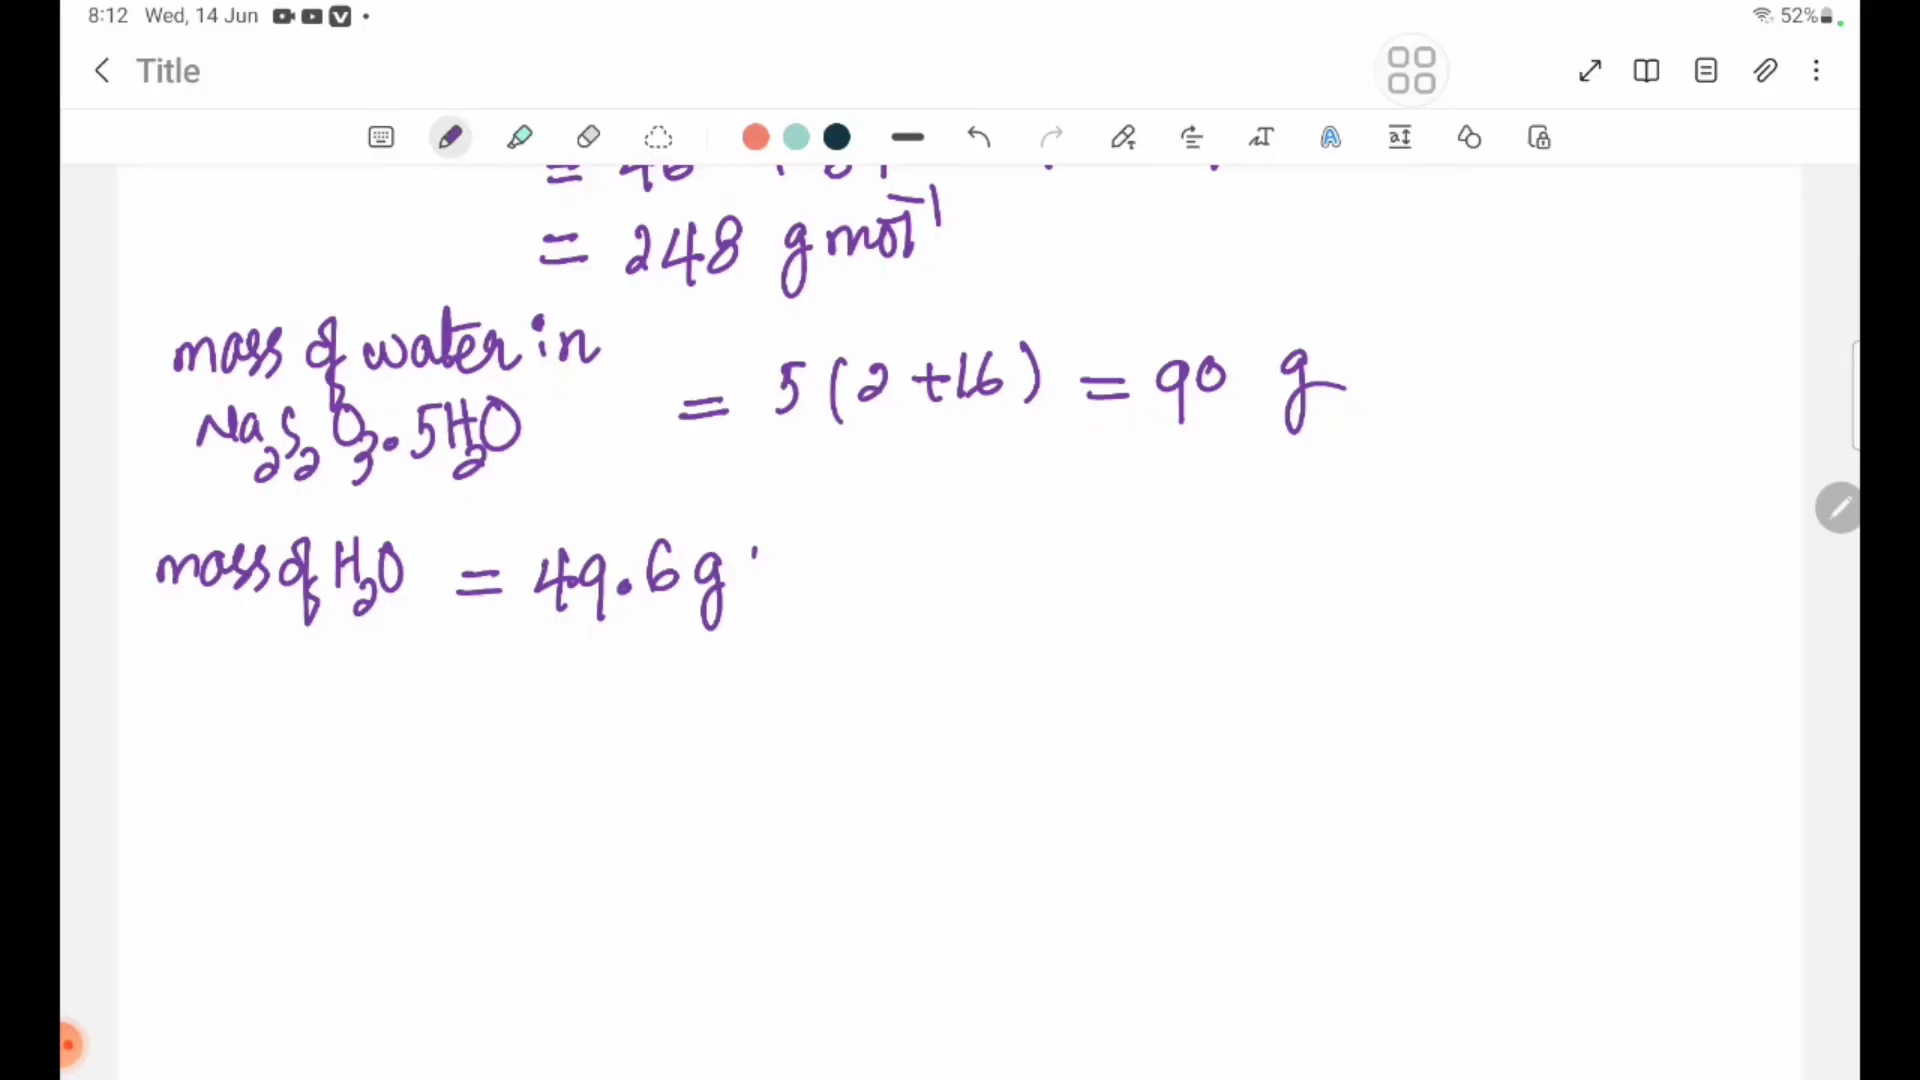 8:12 Wed, 14 Jun
52%
Title
= 248 g mol⁻¹
mass of water in
Na₂S₂O₃.5H₂O = 5(2+16) = 90 g
mass of H₂O = 49.6 g